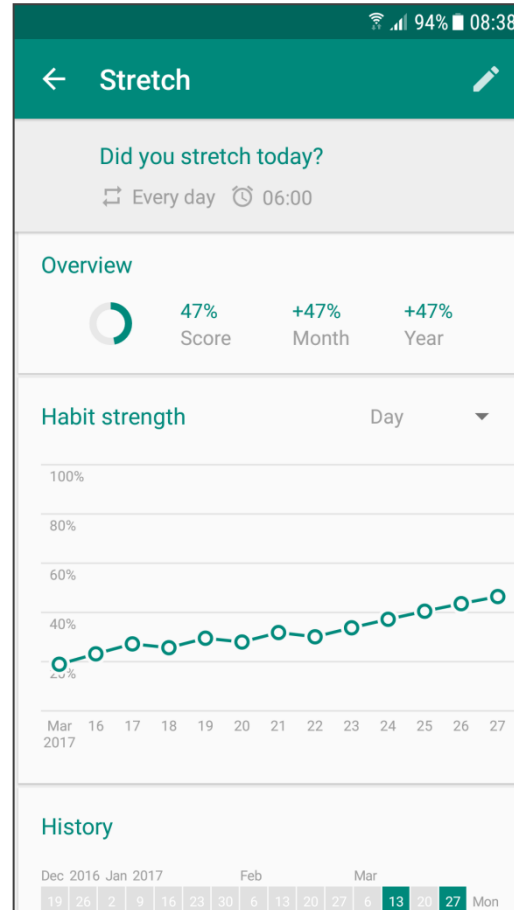 94% 08:38
Stretch
Did you stretch today?
Every day 06:00
Overview
47% +47% +47%
Score Month Year
Habit strength Day
100%
80%
60%
40%
20%
Mar 16 17 18 19 20 21 22 23 24 25 26 27
2017
History
Dec 2016 Jan 2017 Feb Mar
19 26 2 9 16 23 30 6 13 20 27 6 13 20 27 Mon